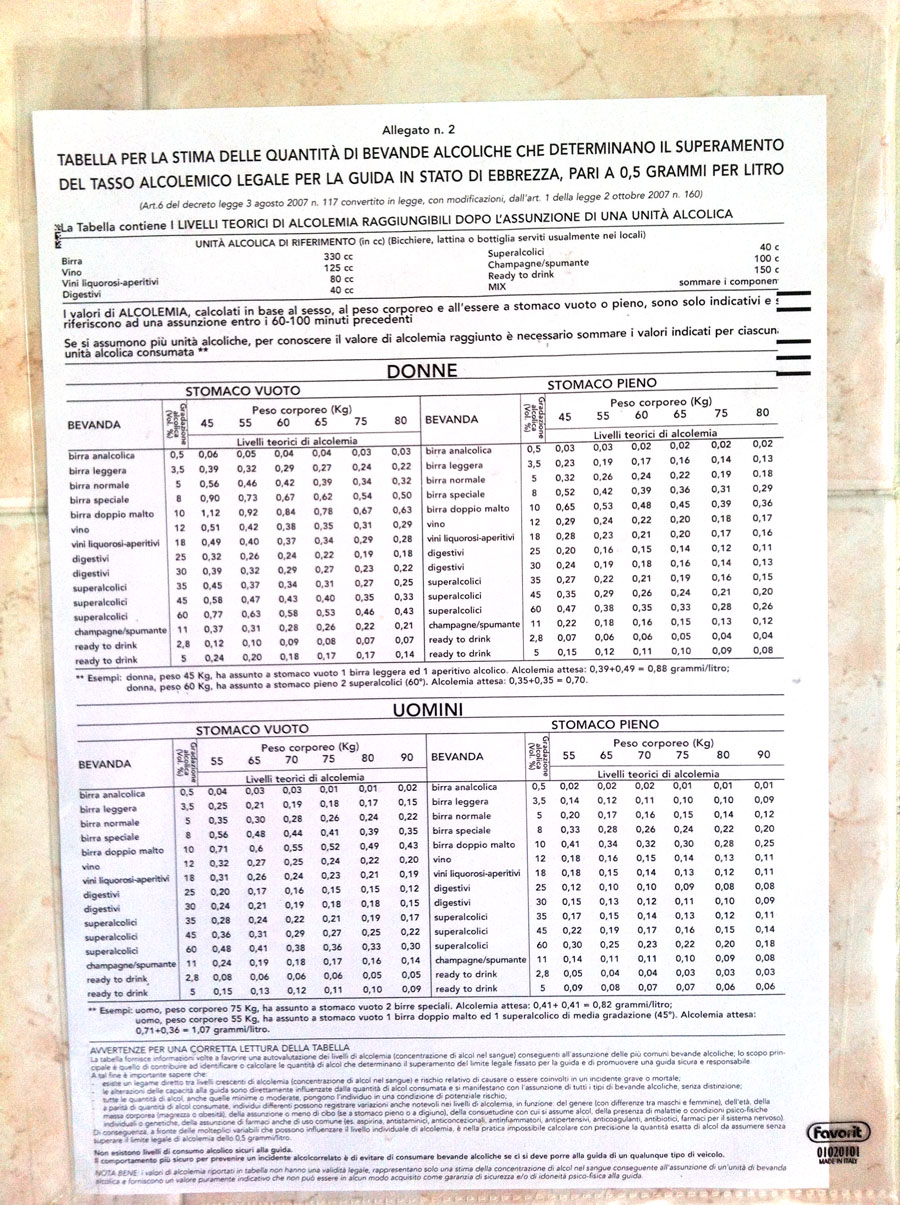 Allegato n. 2
TABELLA PER LA STIMA DELLE QUANTITÀ DI BEVANDE ALCOLICHE CHE DETERMINANO IL SUPERAMENTO
DEL TASSO ALCOLEMICO LEGALE PER LA GUIDA IN STATO DI EBBREZZA, PARI A 0,5 GRAMMI PER LITRO
(Art.6 del decreto legge 3 agosto 2007 n. 117 convertito in legge, con modificazioni, dall'art. 1 della legge 2 ottobre 2007 n. 160)
La Tabella contiene I LIVELLI TEORICI DI ALCOLEMIA RAGGIUNGIBILI DOPO L'ASSUNZIONE DI UNA UNITÀ ALCOLICA
UNITÀ ALCOLICA DI RIFERIMENTO (in cc) (Bicchiere, lattina o bottiglia serviti usualmente nei locali)
Birra 330 cc Superalcolici 40 c
Vino 125 cc Champagne/spumante 100 c
Vini liquorosi-aperitivi 80 cc Ready to drink 150 c
Digestivi 40 cc MIX sommare i componen
I valori di ALCOLEMIA, calcolati in base al sesso, al peso corporeo e all'essere a stomaco vuoto o pieno, sono solo indicativi e s
riferiscono ad una assunzione entro i 60-100 minuti precedenti
Se si assumono più unità alcoliche, per conoscere il valore di alcolemia raggiunto è necessario sommare i valori indicati per ciascun
unità alcolica consumata **
DONNE
STOMACO VUOTO STOMACO PIENO
BEVANDA Gradazione alcolica (Vol. %) Peso corporeo (Kg) BEVANDA Gradazione alcolica (Vol. %) Peso corporeo (Kg)
45 55 60 65 75 80 45 55 60 65 75 80
Livelli teorici di alcolemia Livelli teorici di alcolemia
birra analcolica 0,5 0,06 0,05 0,04 0,04 0,03 0,03 birra analcolica 0,5 0,03 0,03 0,02 0,02 0,02 0,02
birra leggera 3,5 0,39 0,32 0,29 0,27 0,24 0,22 birra leggera 3,5 0,23 0,19 0,17 0,16 0,14 0,13
birra normale 5 0,56 0,46 0,42 0,39 0,34 0,32 birra normale 5 0,32 0,26 0,24 0,22 0,19 0,18
birra speciale 8 0,90 0,73 0,67 0,62 0,54 0,50 birra speciale 8 0,52 0,42 0,39 0,36 0,31 0,29
birra doppio malto 10 1,12 0,92 0,84 0,78 0,67 0,63 birra doppio malto 10 0,65 0,53 0,48 0,45 0,39 0,36
vino 12 0,51 0,42 0,38 0,35 0,31 0,29 vino 12 0,29 0,24 0,22 0,20 0,18 0,17
vini liquorosi-aperitivi 18 0,49 0,40 0,37 0,34 0,29 0,28 vini liquorosi-aperitivi 18 0,28 0,23 0,21 0,20 0,17 0,16
digestivi 25 0,32 0,26 0,24 0,22 0,19 0,18 digestivi 25 0,20 0,16 0,15 0,14 0,12 0,11
digestivi 30 0,39 0,32 0,29 0,27 0,23 0,22 digestivi 30 0,24 0,19 0,18 0,16 0,14 0,13
superalcolici 35 0,45 0,37 0,34 0,31 0,27 0,25 superalcolici 35 0,27 0,22 0,21 0,19 0,16 0,15
superalcolici 45 0,58 0,47 0,43 0,40 0,35 0,33 superalcolici 45 0,35 0,29 0,26 0,24 0,21 0,20
superalcolici 60 0,77 0,63 0,58 0,53 0,46 0,43 superalcolici 60 0,47 0,38 0,35 0,33 0,28 0,26
champagne/spumante 11 0,37 0,31 0,28 0,26 0,22 0,21 champagne/spumante 11 0,22 0,18 0,16 0,15 0,13 0,12
ready to drink 2,8 0,12 0,10 0,09 0,08 0,07 0,07 ready to drink 2,8 0,07 0,06 0,06 0,05 0,04 0,04
ready to drink 5 0,24 0,20 0,18 0,17 0,17 0,14 ready to drink 5 0,15 0,12 0,11 0,10 0,09 0,08
** Esempi: donna, peso 45 Kg, ha assunto a stomaco vuoto 1 birra leggera ed 1 aperitivo alcolico. Alcolemia attesa: 0,39+0,49 = 0,88 grammi/litro;
donna, peso 60 Kg, ha assunto a stomaco pieno 2 superalcolici (60°). Alcolemia attesa: 0,35+0,35 = 0,70.
UOMINI
STOMACO VUOTO STOMACO PIENO
BEVANDA Gradazione alcolica (Vol. %) Peso corporeo (Kg) BEVANDA Gradazione alcolica (Vol. %) Peso corporeo (Kg)
55 65 70 75 80 90 55 65 70 75 80 90
Livelli teorici di alcolemia Livelli teorici di alcolemia
birra analcolica 0,5 0,04 0,03 0,03 0,01 0,01 0,02 birra analcolica 0,5 0,02 0,02 0,02 0,01 0,01 0,01
birra leggera 3,5 0,25 0,21 0,19 0,18 0,17 0,15 birra leggera 3,5 0,14 0,12 0,11 0,10 0,10 0,09
birra normale 5 0,35 0,30 0,28 0,26 0,24 0,22 birra normale 5 0,20 0,17 0,16 0,15 0,14 0,12
birra speciale 8 0,56 0,48 0,44 0,41 0,39 0,35 birra speciale 8 0,33 0,28 0,26 0,24 0,22 0,20
birra doppio malto 10 0,71 0,6 0,55 0,52 0,49 0,43 birra doppio malto 10 0,41 0,34 0,32 0,30 0,28 0,25
vino 12 0,32 0,27 0,25 0,24 0,22 0,20 vino 12 0,18 0,16 0,15 0,14 0,13 0,11
vini liquorosi-aperitivi 18 0,31 0,26 0,24 0,23 0,21 0,19 vini liquorosi-aperitivi 18 0,18 0,15 0,14 0,13 0,12 0,11
digestivi 25 0,20 0,17 0,16 0,15 0,15 0,12 digestivi 25 0,12 0,10 0,10 0,09 0,08 0,08
digestivi 30 0,24 0,21 0,19 0,18 0,18 0,15 digestivi 30 0,15 0,13 0,12 0,11 0,10 0,09
superalcolici 35 0,28 0,24 0,22 0,21 0,19 0,17 superalcolici 35 0,17 0,15 0,14 0,13 0,12 0,11
superalcolici 45 0,36 0,31 0,29 0,27 0,25 0,22 superalcolici 45 0,22 0,19 0,17 0,16 0,15 0,14
superalcolici 60 0,48 0,41 0,38 0,36 0,33 0,30 superalcolici 60 0,30 0,25 0,23 0,22 0,20 0,18
champagne/spumante 11 0,24 0,19 0,18 0,17 0,16 0,14 champagne/spumante 11 0,14 0,11 0,11 0,10 0,09 0,08
ready to drink 2,8 0,08 0,06 0,06 0,06 0,05 0,05 ready to drink 2,8 0,05 0,04 0,04 0,03 0,03 0,03
ready to drink 5 0,15 0,13 0,12 0,11 0,10 0,09 ready to drink 5 0,09 0,08 0,07 0,07 0,06 0,06
** Esempi: uomo, peso corporeo 75 Kg, ha assunto a stomaco vuoto 2 birre speciali. Alcolemia attesa: 0,41+ 0,41 = 0,82 grammi/litro;
uomo, peso corporeo 55 Kg, ha assunto a stomaco vuoto 1 birra doppio malto ed 1 superalcolico di media gradazione (45°). Alcolemia attesa:
0,71+0,36 = 1,07 grammi/litro.
AVVERTENZE PER UNA CORRETTA LETTURA DELLA TABELLA
La tabella fornisce informazioni volte a favorire una autovalutazione dei livelli di alcolemia (concentrazione di alcol nel sangue) conseguenti all'assunzione delle più comuni bevande alcoliche; lo scopo prin-
cipale è quello di contribuire ad identificare o calcolare le quantità di alcol che determinano il superamento del limite legale fissato per la guida e di promuovere una guida sicura e responsabile.
A tal fine è importante sapere che:
- esiste un legame diretto tra livelli crescenti di alcolemia (concentrazione di alcol nel sangue) e rischio relativo di causare o essere coinvolti in un incidente grave o mortale;
- le alterazioni delle capacità alla guida sono direttamente influenzate dalla quantità di alcol consumata e si manifestano con l'assunzione di tutti i tipi di bevande alcoliche, senza distinzione;
- tutte le quantità di alcol, anche quelle minime o moderate, pongono l'individuo in una condizione di potenziale rischio;
- a parità di quantità di alcol consumate, individui differenti possono registrare variazioni anche notevoli nei livelli di alcolemia, in funzione: del genere (con differenze tra maschi e femmine), dell'età, della
massa corporea (magrezza o obesità), della assunzione o meno di cibo (se a stomaco pieno o a digiuno), della consuetudine con cui si assume alcol, della presenza di malattie o condizioni psico-fisiche
individuali o genetiche, della assunzione di farmaci anche di uso comune (es. aspirina, antistaminici, anticoncezionali, antinfiammatori, antipertensivi, anticoagulanti, antibiotici, farmaci per il sistema nervoso).
Di conseguenza, a fronte delle molteplici variabili che possono influenzare il livello individuale di alcolemia, è nella pratica impossibile calcolare con precisione la quantità esatta di alcol da assumere senza
superare il limite legale di alcolemia dello 0,5 grammi/litro.
Non esistono livelli di consumo alcolico sicuri alla guida.
Il comportamento più sicuro per prevenire un incidente alcolcorrelato è di evitare di consumare bevande alcoliche se ci si deve porre alla guida di un qualunque tipo di veicolo.
NOTA BENE: i valori di alcolemia riportati in tabella non hanno una validità legale, rappresentano solo una stima della concentrazione di alcol nel sangue conseguente all'assunzione di un'unità di bevanda
alcolica e forniscono un valore puramente indicativo che non può essere in alcun modo acquisito come garanzia di sicurezza e/o di idoneità psico-fisica alla guida.
Favorit
01020101
MADE IN ITALY